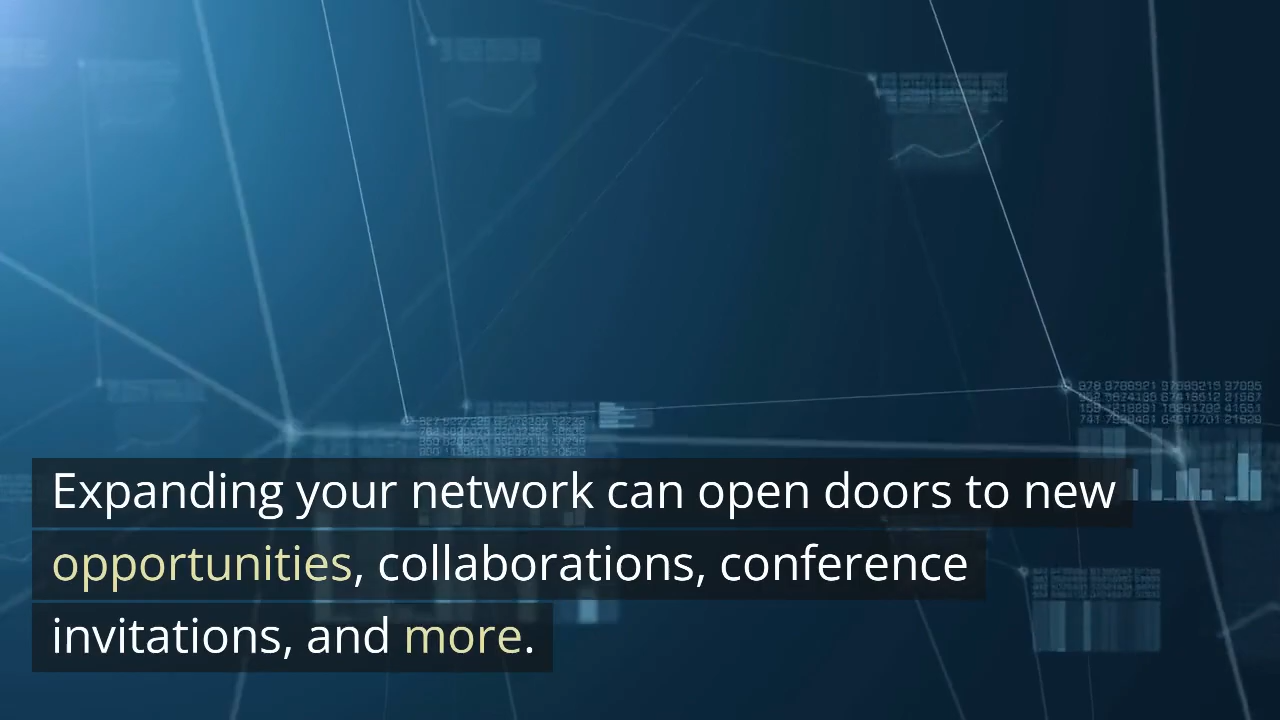 Expanding your network can open doors to new
opportunities, collaborations, conference
invitations, and more.